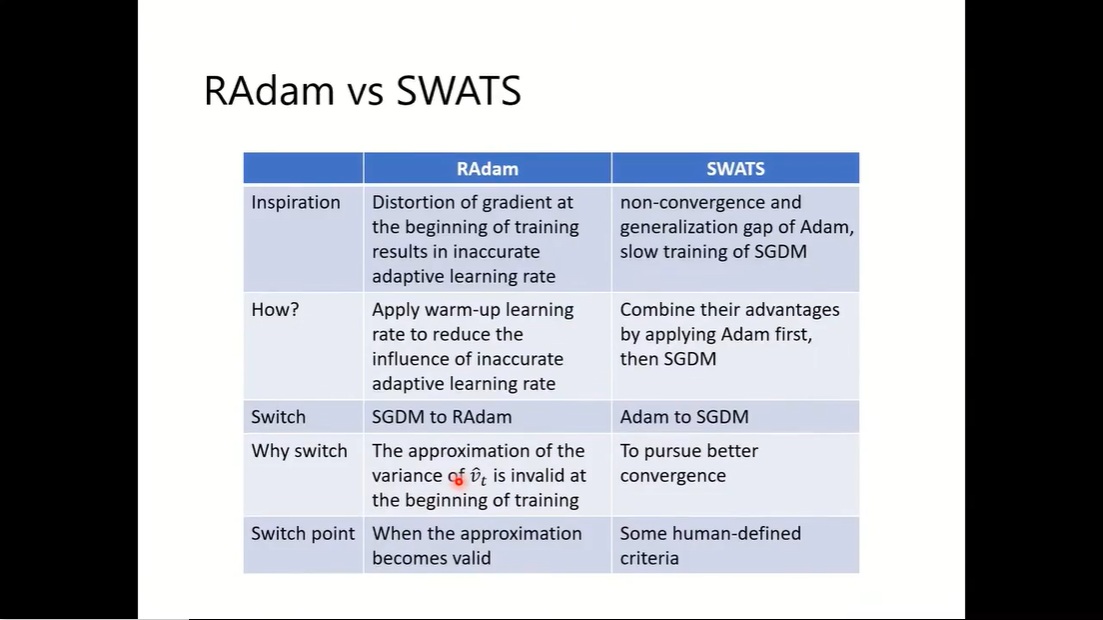 RAdam vs SWATS
RAdam
SWATS
Inspiration
Distortion of gradient at
the beginning of training
results in inaccurate
adaptive learning rate
non-convergence and
generalization gap of Adam,
slow training of SGDM
How?
Apply warm-up learning
rate to reduce the
influence of inaccurate
adaptive learning rate
Combine their advantages
by applying Adam first,
then SGDM
Switch
SGDM to RAdam
Adam to SGDM
Why switch
The approximation of the
variance of v̂ₜ is invalid at
the beginning of training
To pursue better
convergence
Switch point
When the approximation
becomes valid
Some human-defined
criteria